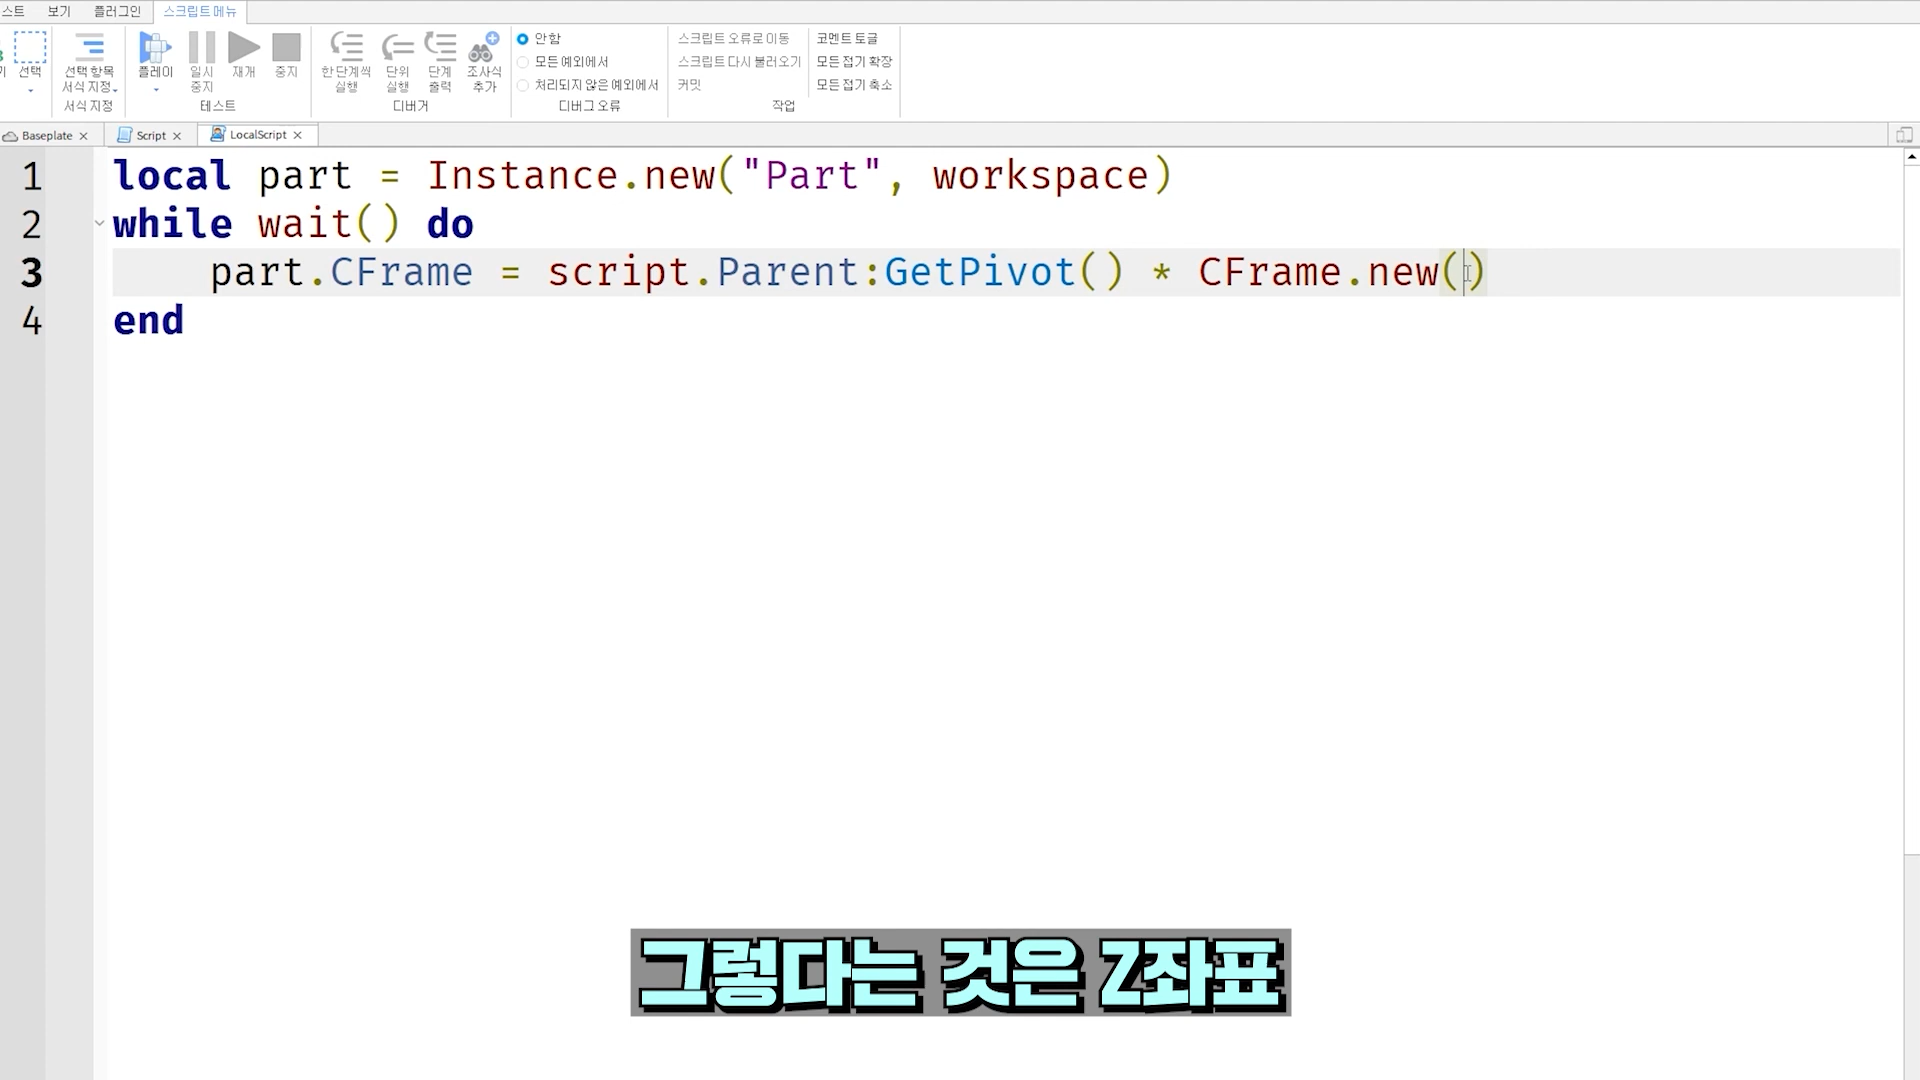 스트 보기 플러그인 스크립트 메뉴
선택
선택 항목 서식 지정
서식 지정
플레이 일시 중지 재개 중지
테스트
한 단계씩 실행 단위 실행 단계 출력 조사식 추가
디버거
안 함
모든 예외에서
처리되지 않은 예외에서
디버그 오류
스크립트 오류로 이동 코멘트 토글
스크립트 다시 불러오기 모든 접기 확장
커밋 모든 접기 축소
작업
Baseplate × Script × LocalScript ×
1 local part = Instance.new("Part", workspace)
2 while wait() do
3 part.CFrame = script.Parent:GetPivot() * CFrame.new()
4 end
그렇다는 것은 Z좌표